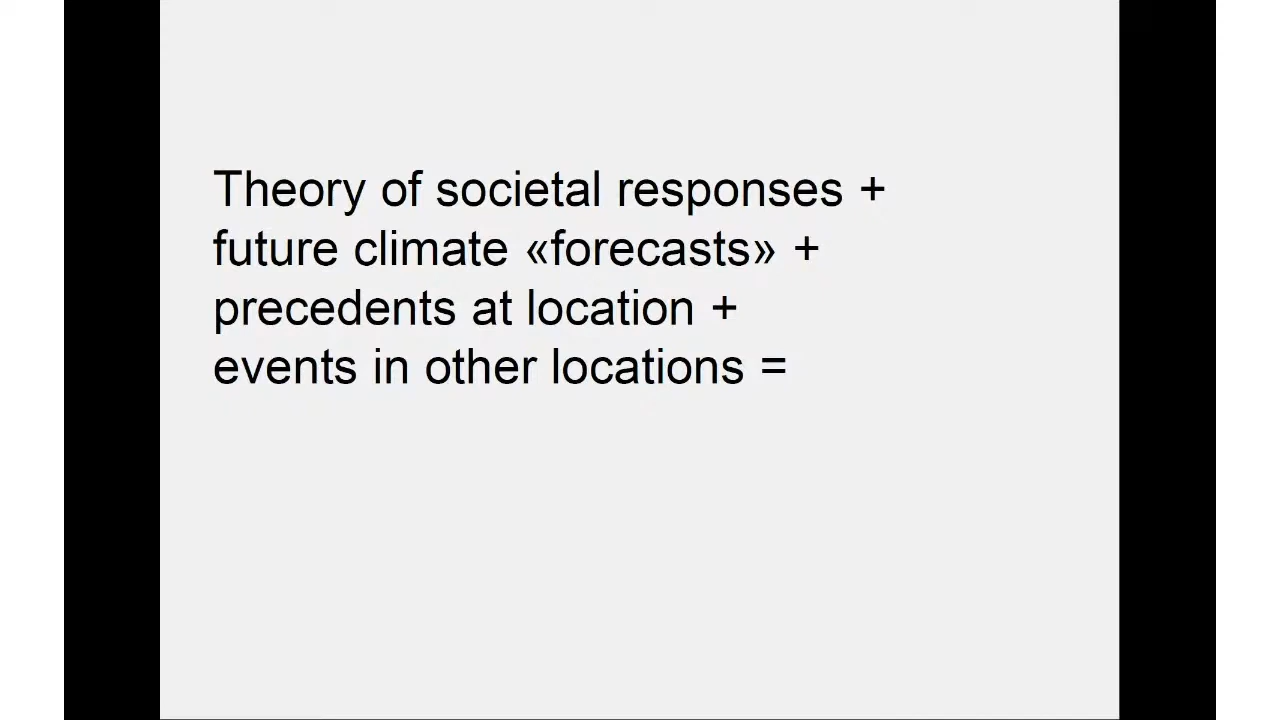 Theory of societal responses +
future climate «forecasts» +
precedents at location +
events in other locations =